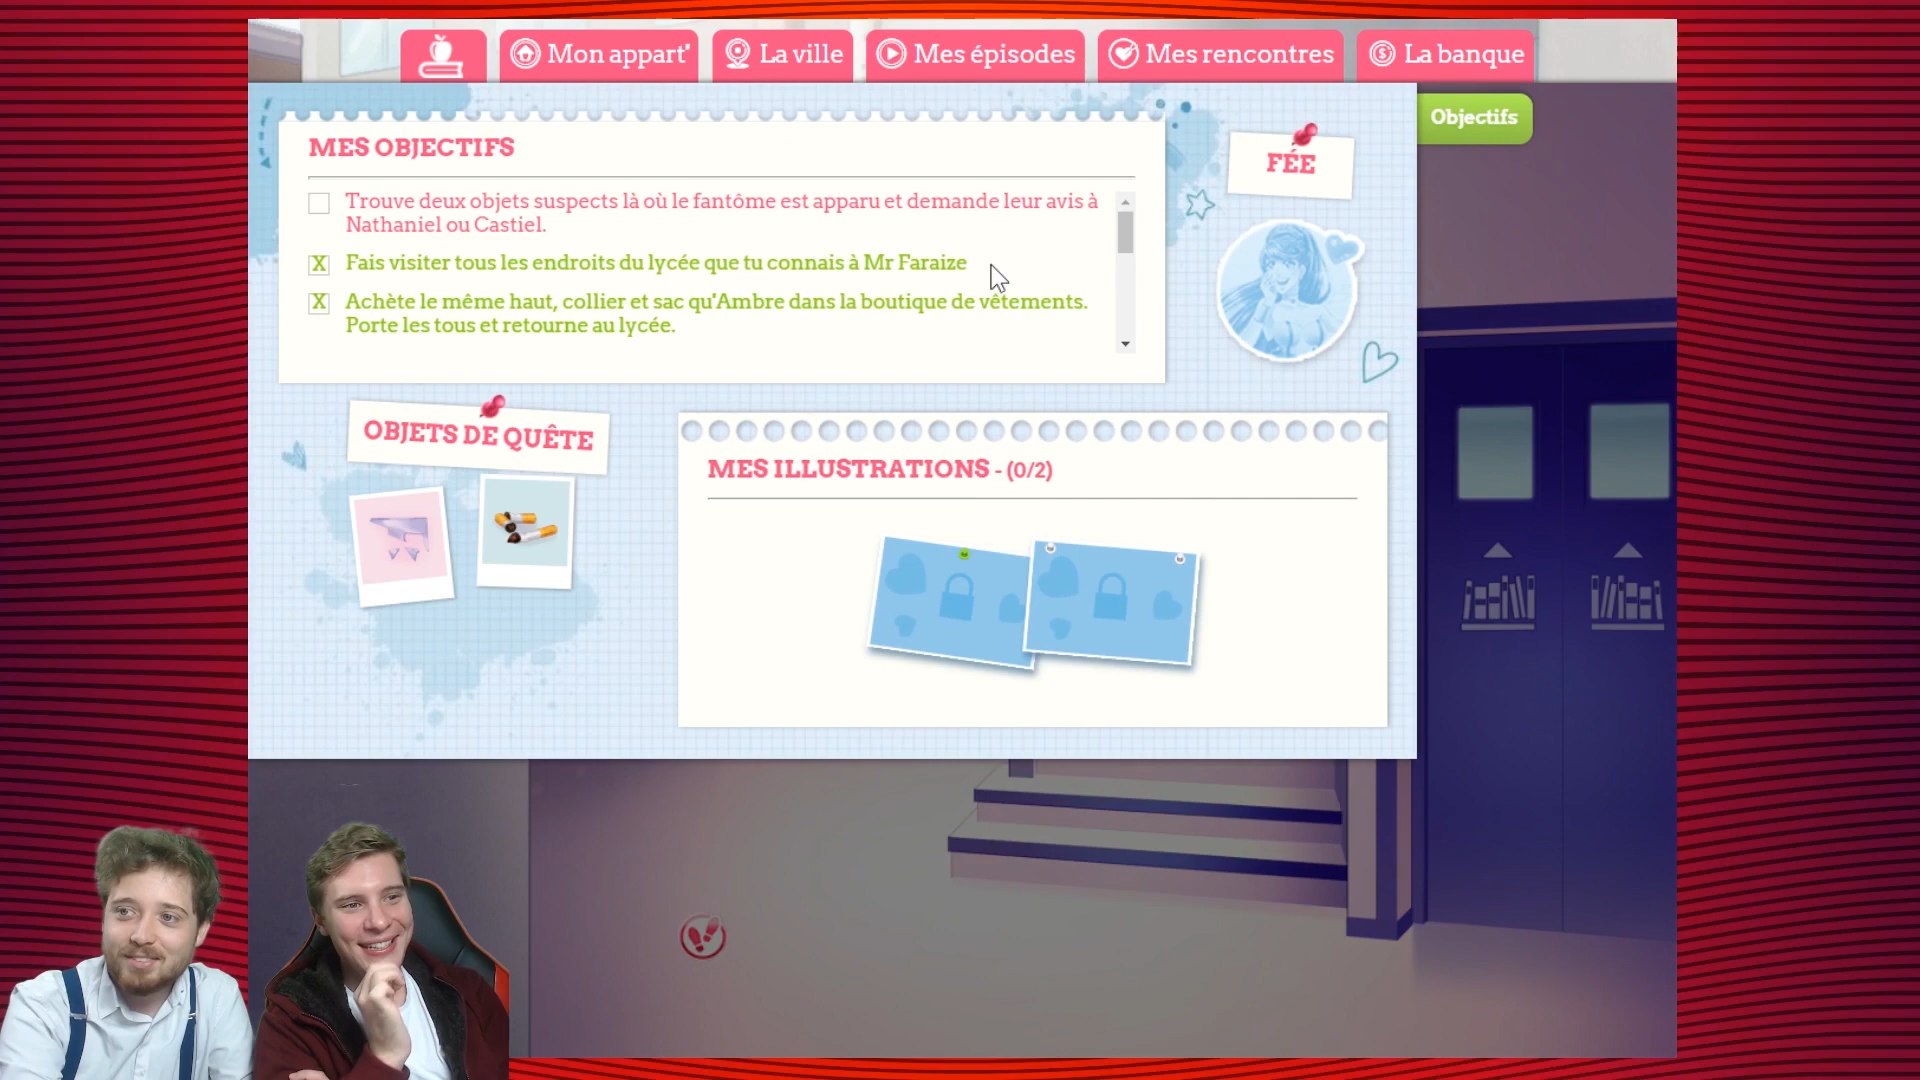 Mon appart'
La ville
Mes épisodes
Mes rencontres
La banque
Objectifs
MES OBJECTIFS
FÉE
Trouve deux objets suspects là où le fantôme est apparu et demande leur avis à
Nathaniel ou Castiel.
X Fais visiter tous les endroits du lycée que tu connais à Mr Faraize
X Achète le même haut, collier et sac qu'Ambre dans la boutique de vêtements.
Porte les tous et retourne au lycée.
OBJETS DE QUÊTE
MES ILLUSTRATIONS - (0/2)